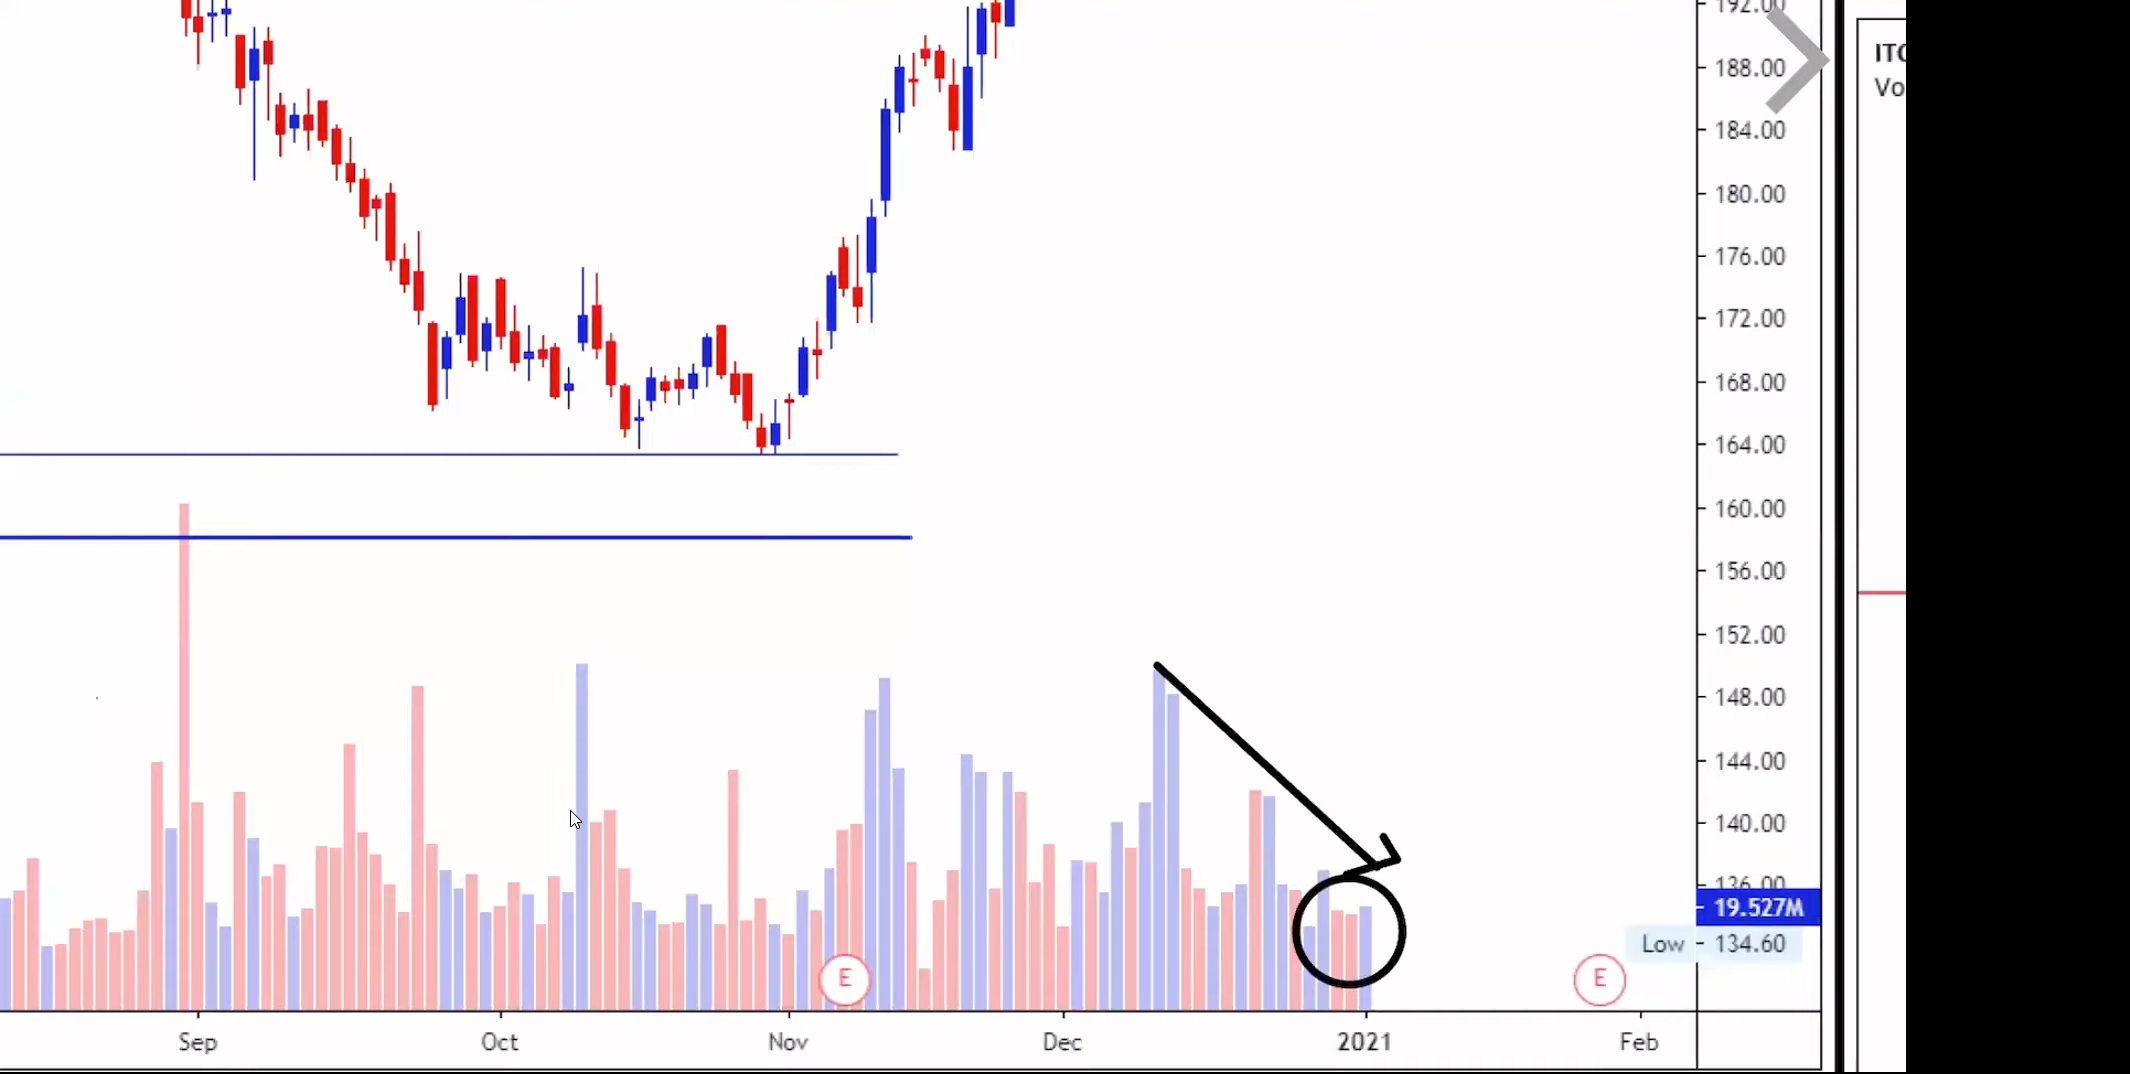 192.00
188.00
184.00
180.00
176.00
172.00
168.00
164.00
160.00
156.00
152.00
148.00
144.00
140.00
136.00
19.527M
Low 134.60
E
E
Sep Oct Nov Dec 2021 Feb
ITC
Vo